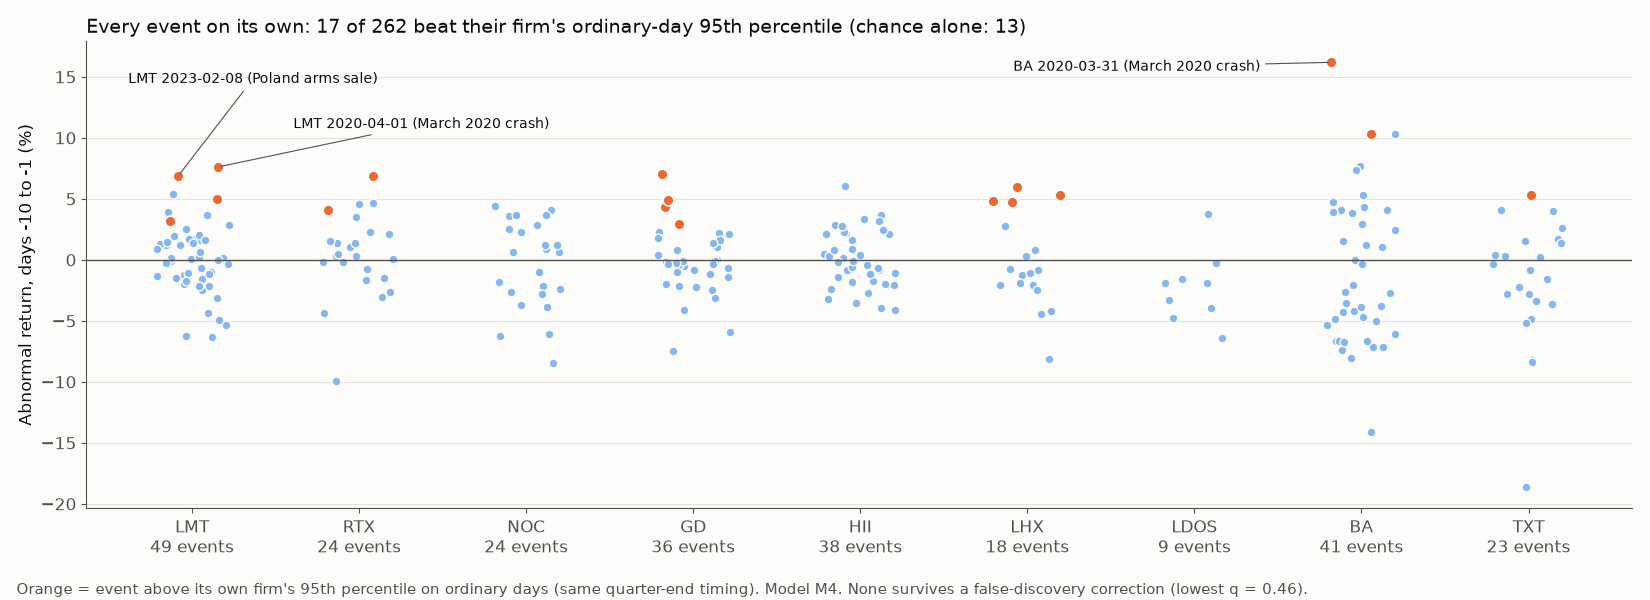 Every event on its own: 17 of 262 beat their firm's ordinary-day 95th percentile (chance alone: 13)
Abnormal return, days -10 to -1 (%)
15
10
5
0
−5
−10
−15
−20
LMT 2023-02-08 (Poland arms sale)
LMT 2020-04-01 (March 2020 crash)
BA 2020-03-31 (March 2020 crash)
LMT
49 events
RTX
24 events
NOC
24 events
GD
36 events
HII
38 events
LHX
18 events
LDOS
9 events
BA
41 events
TXT
23 events
Orange = event above its own firm's 95th percentile on ordinary days (same quarter-end timing). Model M4. None survives a false-discovery correction (lowest q = 0.46).